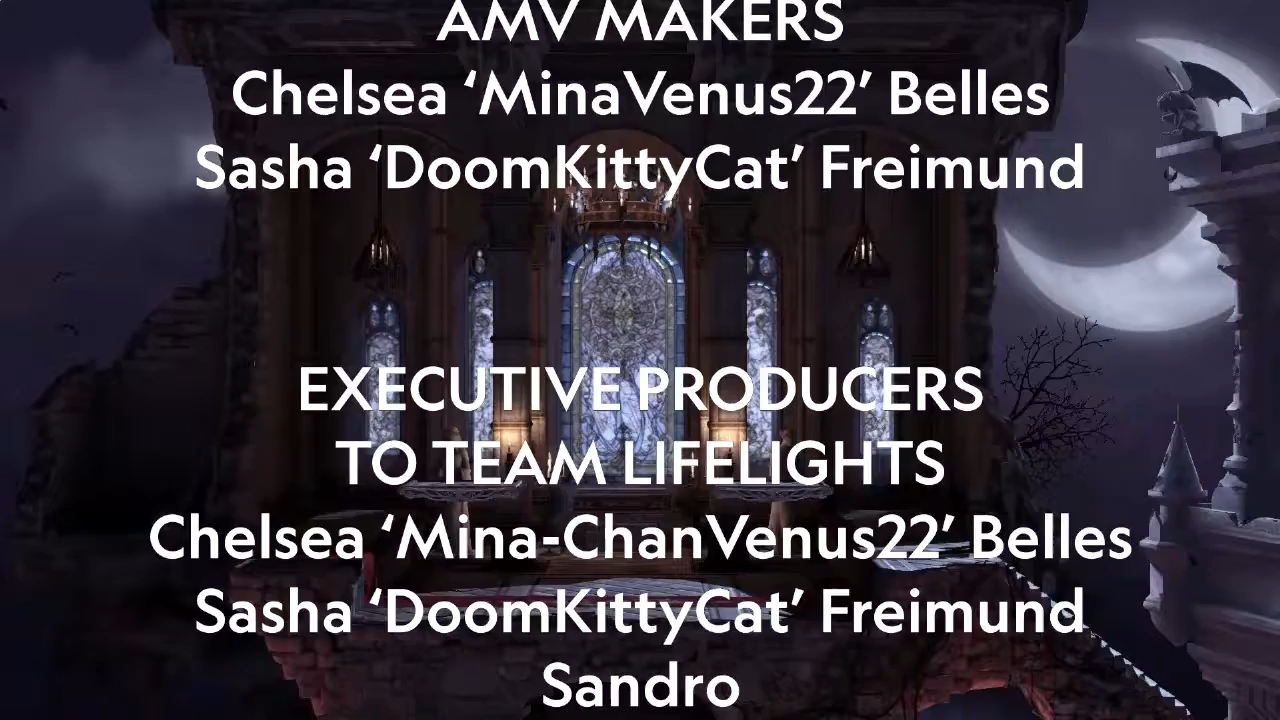 AMV MAKERS
Chelsea ‘MinaVenus22’ Belles
Sasha ‘DoomKittyCat’ Freimund
EXECUTIVE PRODUCERS
TO TEAM LIFELIGHTS
Chelsea ‘Mina-ChanVenus22’ Belles
Sasha ‘DoomKittyCat’ Freimund
Sandro